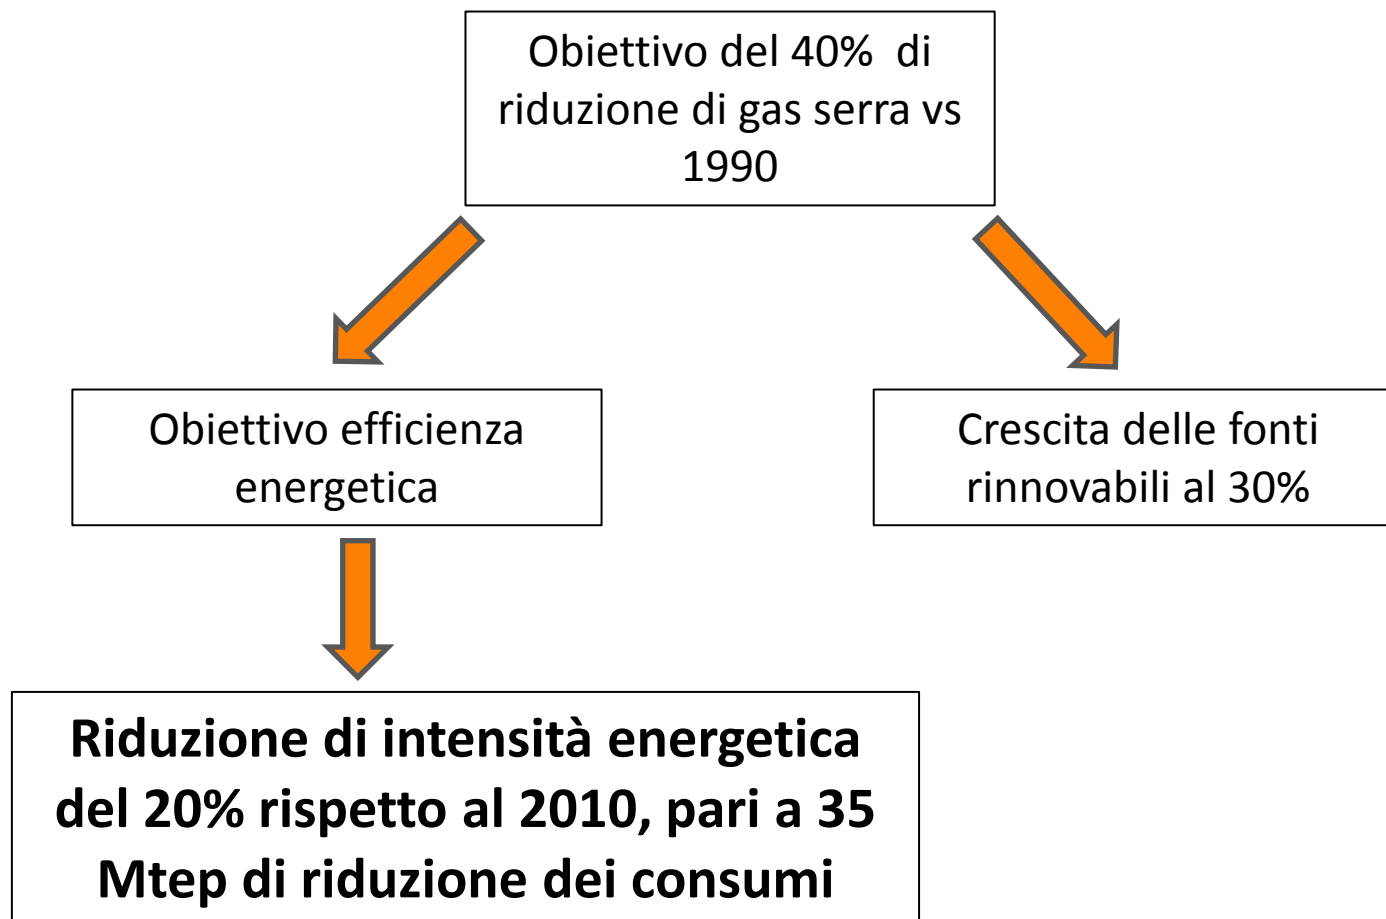 Obiettivo del 40%  di
riduzione di gas serra vs
1990
Obiettivo efficienza
energetica
Crescita delle fonti
rinnovabili al 30%
Riduzione di intensità energetica
del 20% rispetto al 2010, pari a 35
Mtep di riduzione dei consumi